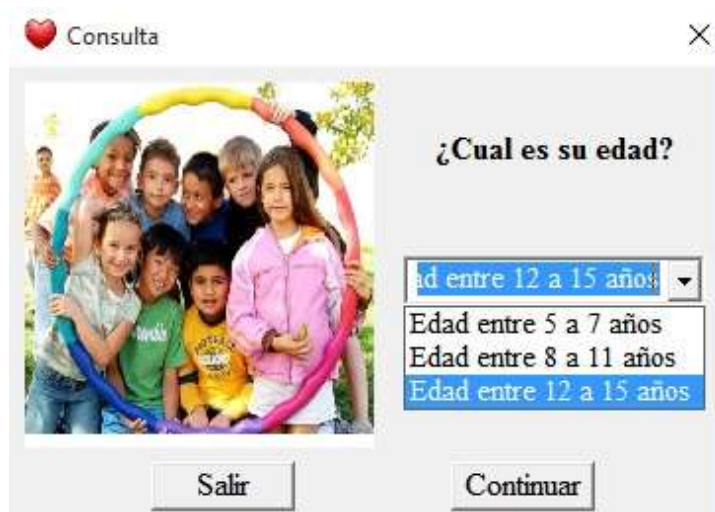 Consulta
¿Cual es su edad?
ad entre 12 a 15 años
Edad entre 5 a 7 años
Edad entre 8 a 11 años
Edad entre 12 a 15 años
Salir
Continuar